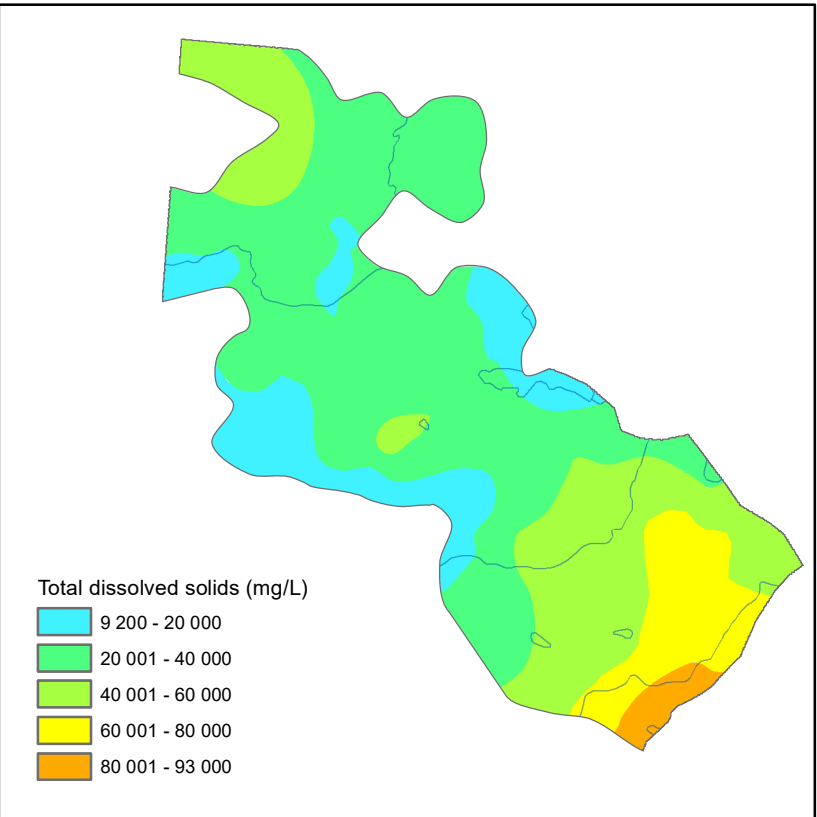 Total dissolved solids (mg/L)
9 200 - 20 000
20 001 - 40 000
40 001 - 60 000
60 001 - 80 000
80 001 - 93 000